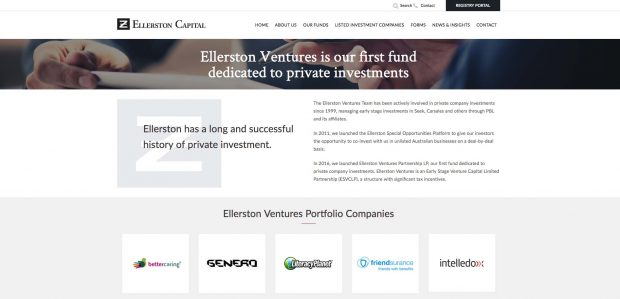 Search Contact REGISTRY PORTAL
ELLERSTON CAPITAL
HOME ABOUT US OUR FUNDS LISTED INVESTMENT COMPANIES FORMS NEWS & INSIGHTS CONTACT
Ellerston Ventures is our first fund
dedicated to private investments
Ellerston has a long and successful
history of private investment.
The Ellerston Ventures Team has been actively involved in private company investments
since 1999, managing early stage investments in Seek, Carsales and others through PBL
and its affiliates.
In 2011, we launched the Ellerston Special Opportunities Platform to give our investors
the opportunity to co-invest with us in unlisted Australian businesses on a deal-by-deal
basis.
In 2016, we launched Ellerston Ventures Partnership LP, our first fund dedicated to
private company investments. Ellerston Ventures is an Early Stage Venture Capital Limited
Partnership (ESVCLP), a structure with significant tax incentives.
Ellerston Ventures Portfolio Companies
bettercaring
GENERO
LiteracyPlanet
friendsurance
friends with benefits
intelledox